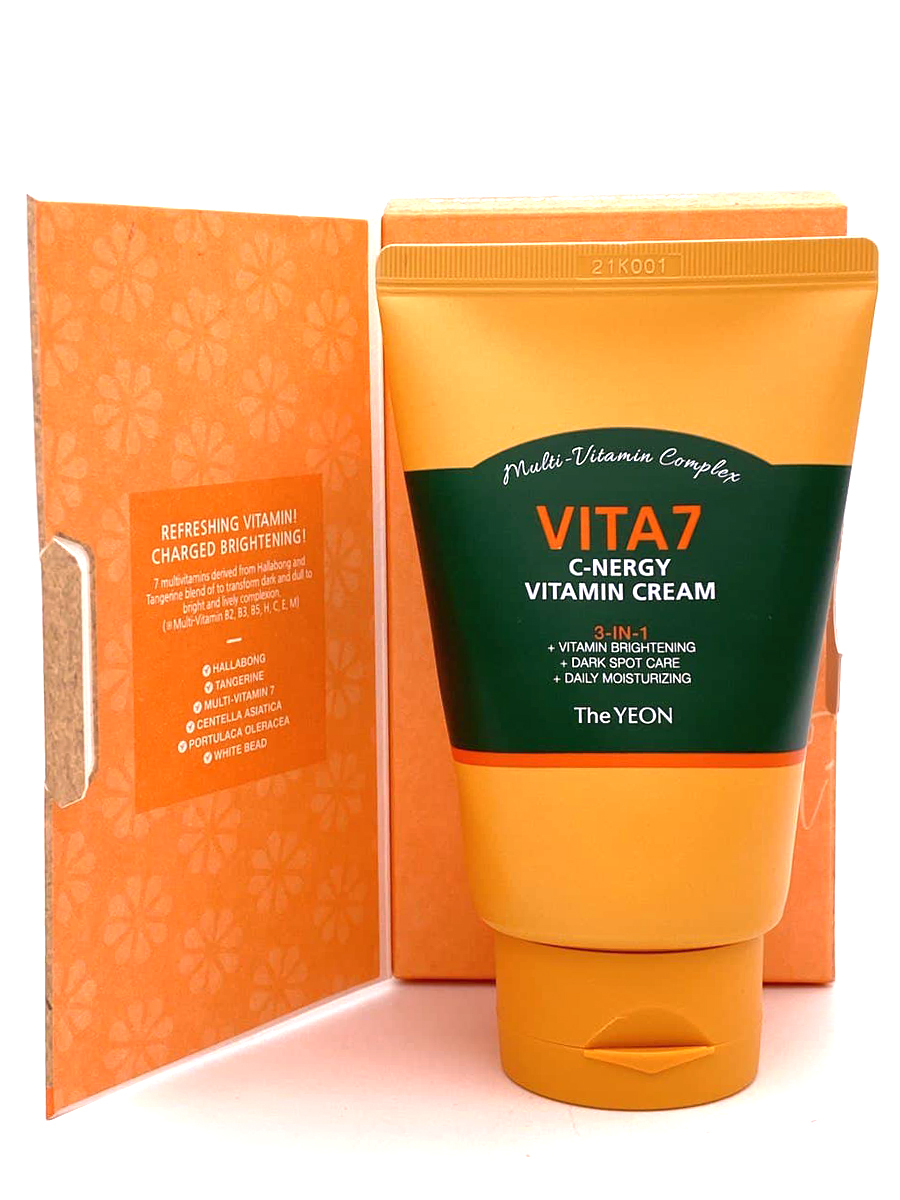 REFRESHING VITAMIN!
CHARGED BRIGHTENING!
7 multivitamins derived from Hallabong and
Tangerine blend of to transform dark and dull to
bright and lively complexion.
(※Multi-Vitamin B2, B3, B5, H, C, E, M)
HALLABONG
TANGERINE
MULTI-VITAMIN 7
CENTELLA ASIATICA
PORTULACA OLERACEA
WHITE BEAD
21K001
Multi-Vitamin Complex
VITA7
C-NERGY
VITAMIN CREAM
3-IN-1
+ VITAMIN BRIGHTENING
+ DARK SPOT CARE
+ DAILY MOISTURIZING
The YEON